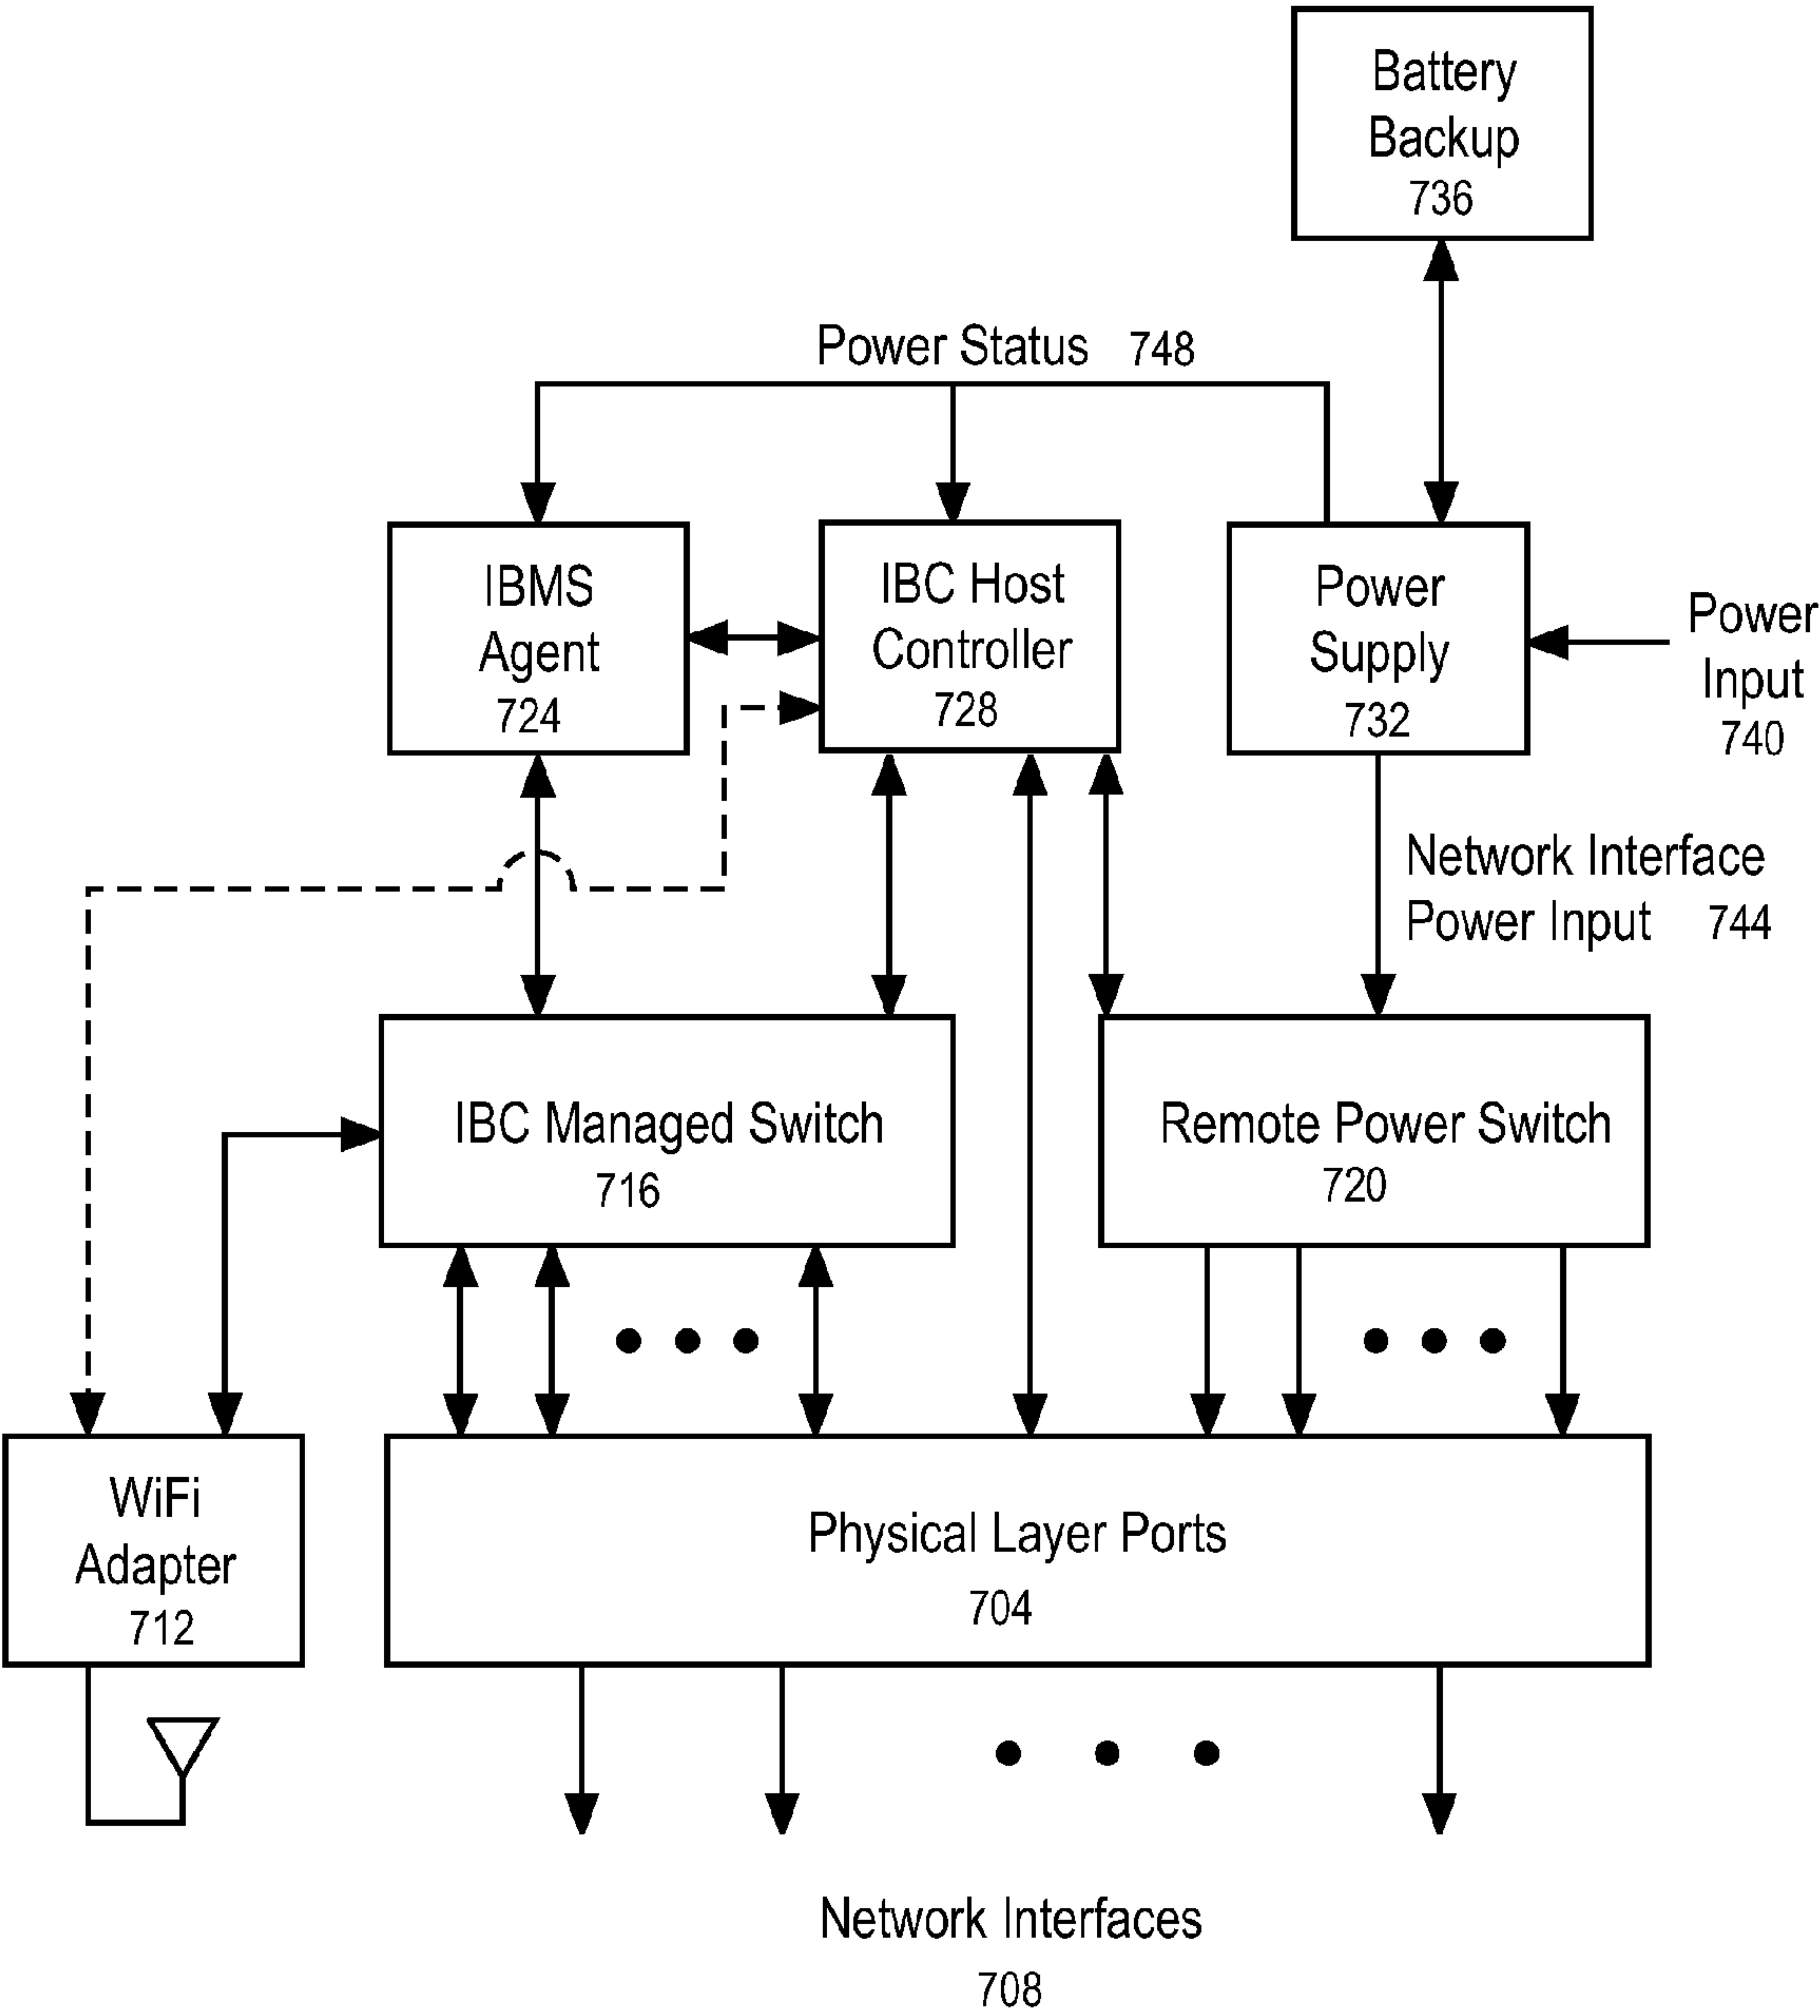 Battery
Backup
736
Power Status 748
IBMS
Agent
724
IBC Host
Controller
728
Power
Supply
732
Power
Input
740
Network Interface
Power Input 744
IBC Managed Switch
716
Remote Power Switch
720
WiFi
Adapter
712
Physical Layer Ports
704
Network Interfaces
708